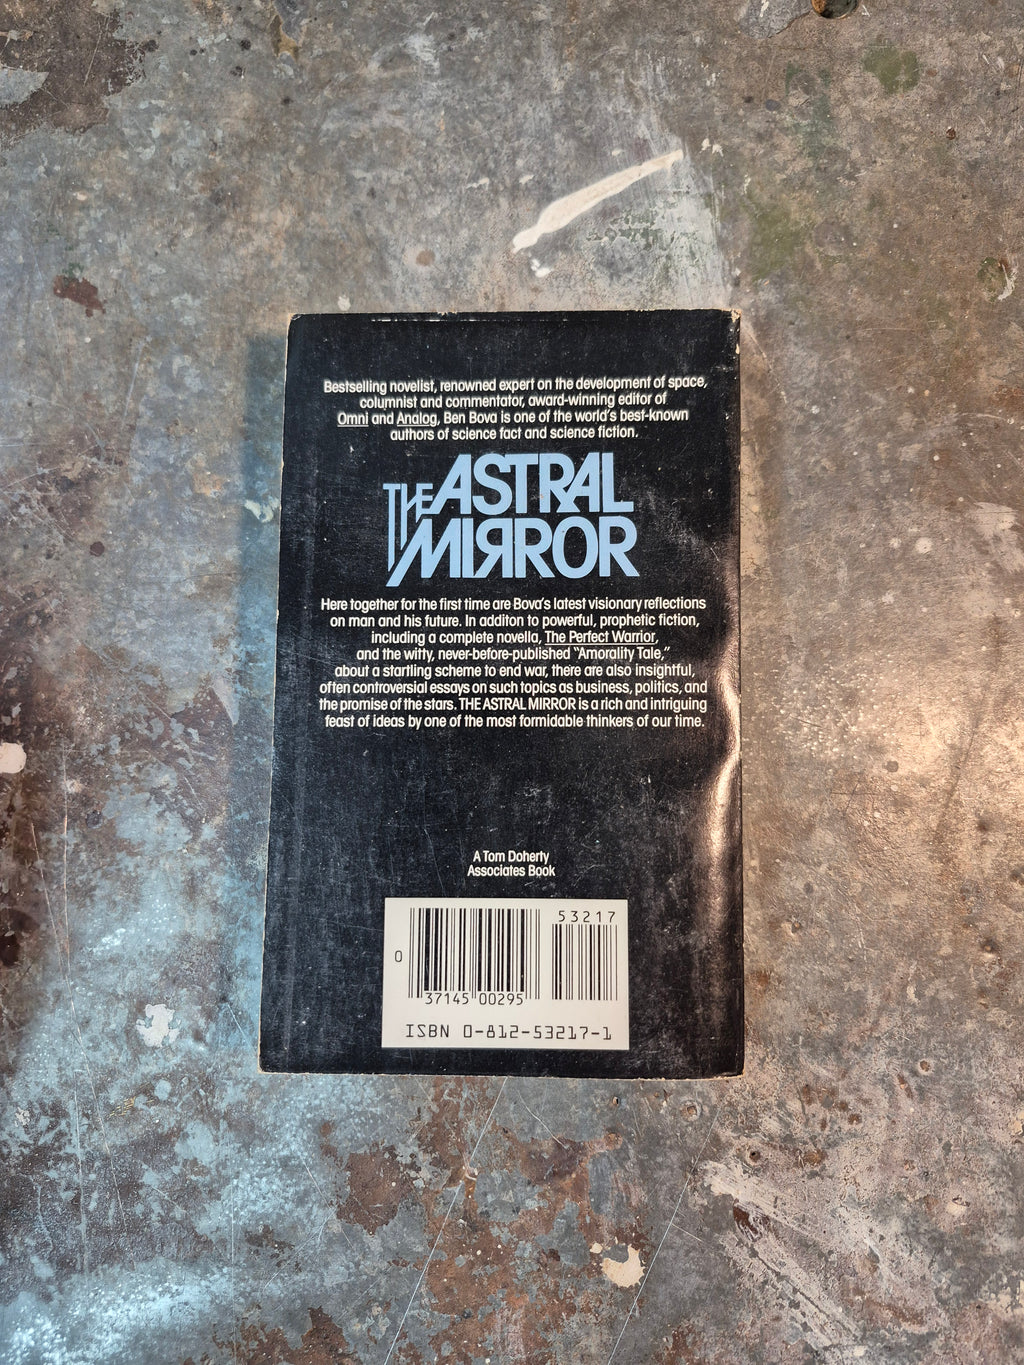 Bestselling novelist, renowned expert on the development of space,
columnist and commentator, award-winning editor of
Omni and Analog, Ben Bova is one of the world's best-known
authors of science fact and science fiction.
THE ASTRAL
MIRROR
Here together for the first time are Bova's latest visionary reflections
on man and his future. In additon to powerful, prophetic fiction,
including a complete novella, The Perfect Warrior,
and the witty, never-before-published "Amorality Tale,"
about a startling scheme to end war, there are also insightful,
often controversial essays on such topics as business, politics, and
the promise of the stars. THE ASTRAL MIRROR is a rich and intriguing
feast of ideas by one of the most formidable thinkers of our time.
A Tom Doherty
Associates Book
53217
0
37145 00295
ISBN 0-812-53217-1